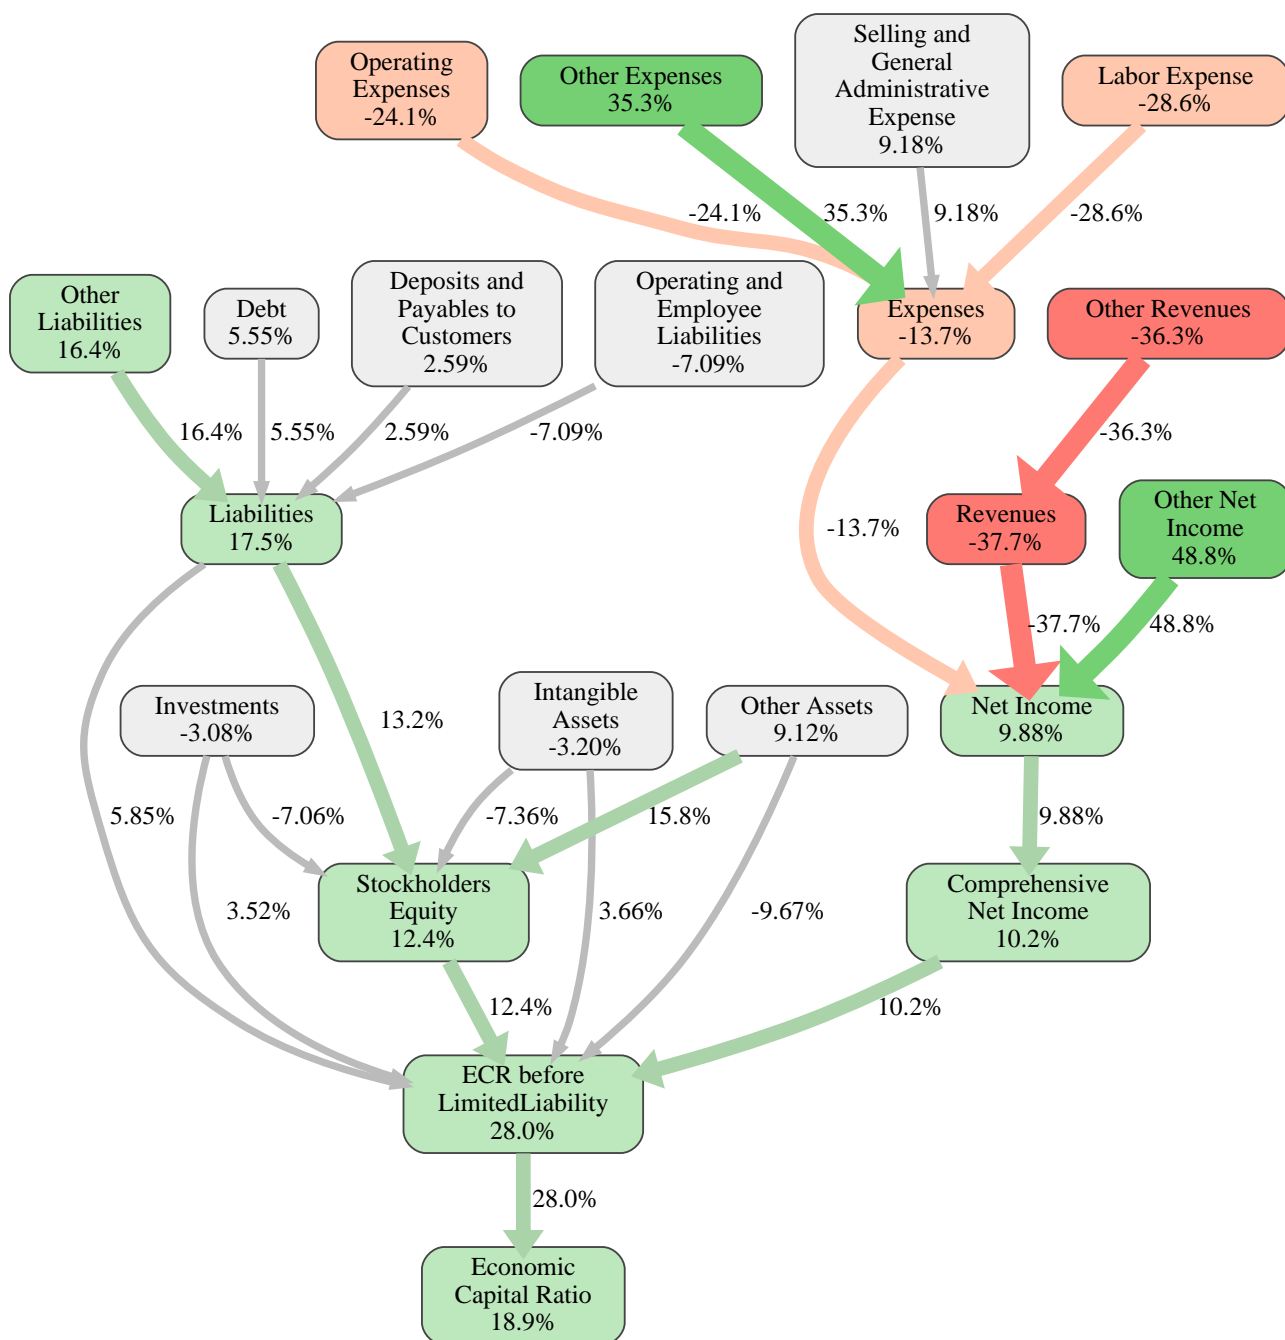 Operating
Expenses
-24.1%
Other Expenses
35.3%
Selling and
General
Administrative
Expense
9.18%
Labor Expense
-28.6%
-24.1%
35.3%
9.18%
-28.6%
Other
Liabilities
16.4%
Debt
5.55%
Deposits and
Payables to
Customers
2.59%
Operating and
Employee
Liabilities
-7.09%
Expenses
-13.7%
Other Revenues
-36.3%
16.4%
5.55%
2.59%
-7.09%
-36.3%
Liabilities
17.5%
-13.7%
Revenues
-37.7%
Other Net
Income
48.8%
-37.7%
48.8%
Investments
-3.08%
13.2%
Intangible
Assets
-3.20%
Other Assets
9.12%
Net Income
9.88%
5.85%
-7.06%
-7.36%
15.8%
9.88%
Stockholders
Equity
12.4%
3.52%
3.66%
-9.67%
Comprehensive
Net Income
10.2%
12.4%
10.2%
ECR before
LimitedLiability
28.0%
28.0%
Economic
Capital Ratio
18.9%